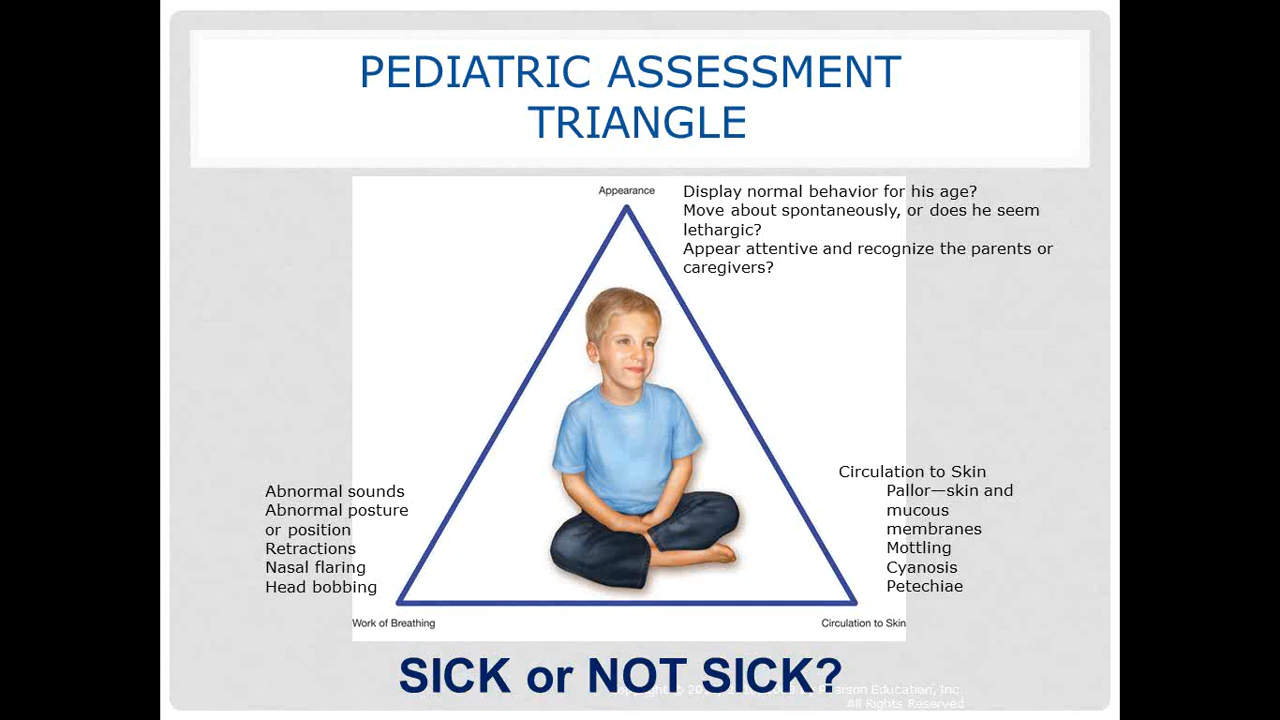 PEDIATRIC ASSESSMENT
TRIANGLE
Appearance
Display normal behavior for his age?
Move about spontaneously, or does he seem
lethargic?
Appear attentive and recognize the parents or
caregivers?
Abnormal sounds
Abnormal posture
or position
Retractions
Nasal flaring
Head bobbing
Circulation to Skin
Pallor—skin and
mucous
membranes
Mottling
Cyanosis
Petechiae
Work of Breathing
Circulation to Skin
SICK or NOT SICK?
Copyright © by Pearson Education, Inc.
All Rights Reserved